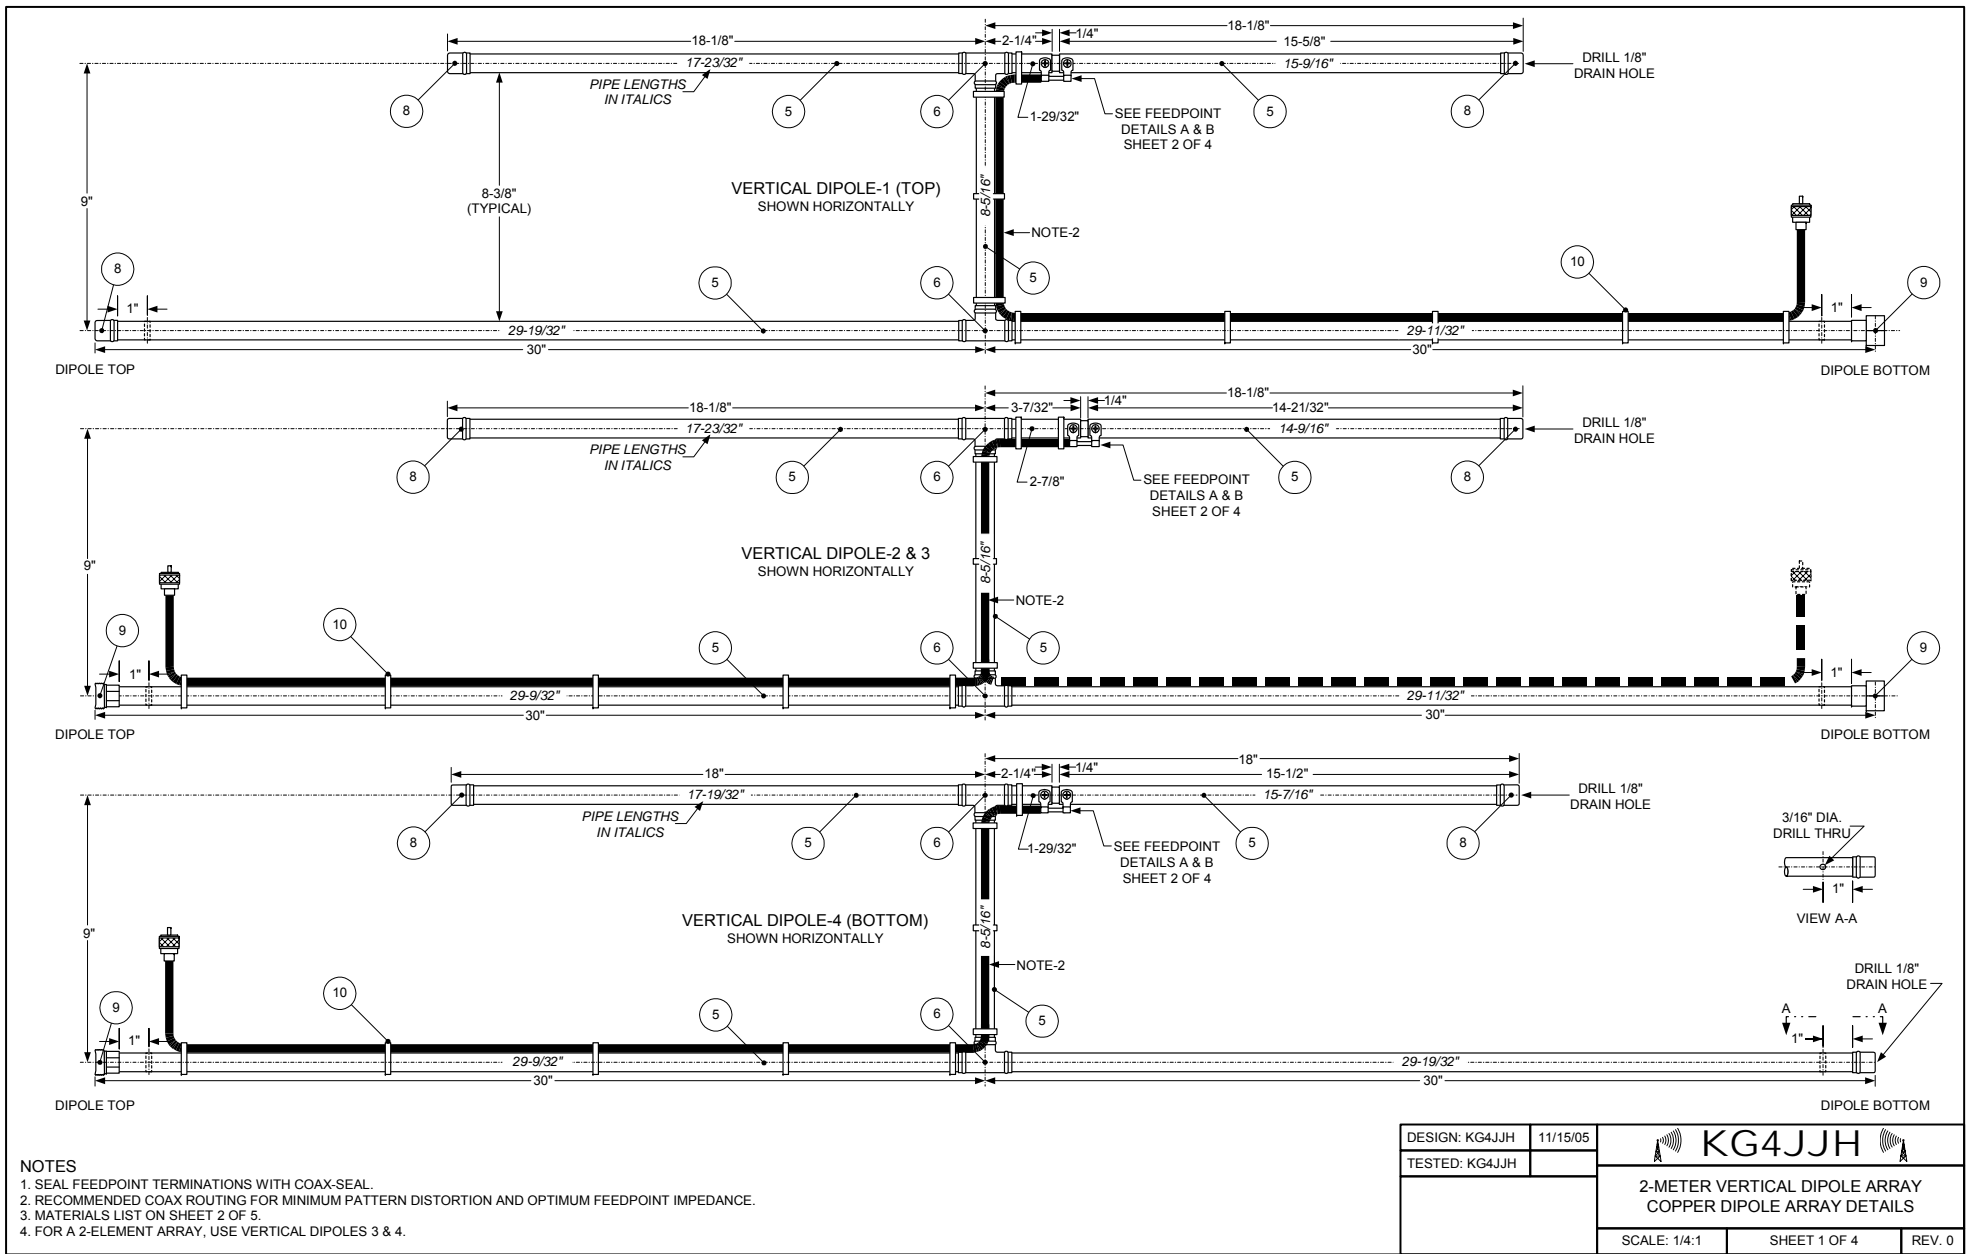 18-1/8"
18-1/8"
2-1/4"
1/4"
15-5/8"
17-23/32"
15-9/16"
DRILL 1/8"
DRAIN HOLE
PIPE LENGTHS
IN ITALICS
8
5
6
1-29/32"
SEE FEEDPOINT
DETAILS A & B
SHEET 2 OF 4
5
8
9"
8-3/8"
(TYPICAL)
VERTICAL DIPOLE-1 (TOP)
SHOWN HORIZONTALLY
8-5/16"
NOTE-2
8
5
6
5
10
9
1"
1"
29-19/32"
29-11/32"
30"
30"
DIPOLE TOP
DIPOLE BOTTOM
18-1/8"
18-1/8"
3-7/32"
1/4"
14-21/32"
17-23/32"
14-9/16"
DRILL 1/8"
DRAIN HOLE
PIPE LENGTHS
IN ITALICS
8
5
6
2-7/8"
SEE FEEDPOINT
DETAILS A & B
SHEET 2 OF 4
5
8
9"
VERTICAL DIPOLE-2 & 3
SHOWN HORIZONTALLY
8-5/16"
NOTE-2
9
10
5
6
5
9
1"
1"
29-9/32"
29-11/32"
30"
30"
DIPOLE TOP
DIPOLE BOTTOM
18"
18"
2-1/4"
1/4"
15-1/2"
17-19/32"
15-7/16"
DRILL 1/8"
DRAIN HOLE
PIPE LENGTHS
IN ITALICS
8
5
6
1-29/32"
SEE FEEDPOINT
DETAILS A & B
SHEET 2 OF 4
5
8
3/16" DIA.
DRILL THRU
1"
VIEW A-A
9"
VERTICAL DIPOLE-4 (BOTTOM)
SHOWN HORIZONTALLY
8-5/16"
NOTE-2
DRILL 1/8"
DRAIN HOLE
9
10
5
6
5
A
A
1"
1"
29-9/32"
29-19/32"
30"
30"
DIPOLE TOP
DIPOLE BOTTOM
NOTES
1. SEAL FEEDPOINT TERMINATIONS WITH COAX-SEAL.
2. RECOMMENDED COAX ROUTING FOR MINIMUM PATTERN DISTORTION AND OPTIMUM FEEDPOINT IMPEDANCE.
3. MATERIALS LIST ON SHEET 2 OF 5.
4. FOR A 2-ELEMENT ARRAY, USE VERTICAL DIPOLES 3 & 4.
DESIGN: KG4JJH
11/15/05
TESTED: KG4JJH
KG4JJH
2-METER VERTICAL DIPOLE ARRAY
COPPER DIPOLE ARRAY DETAILS
SCALE: 1/4:1
SHEET 1 OF 4
REV. 0